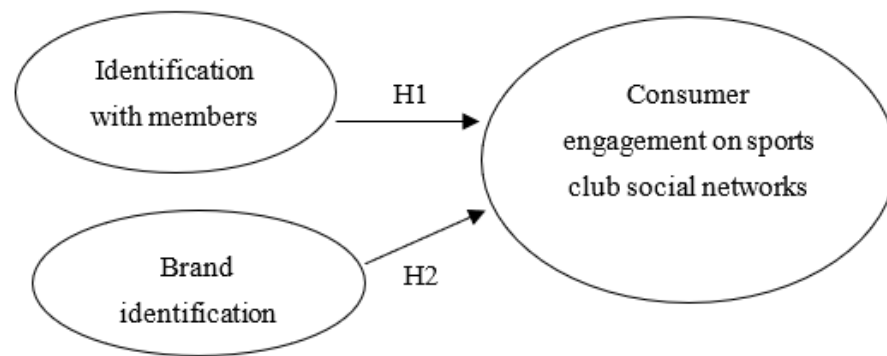 Identification
with members
H1
Consumer
engagement on sports
club social networks
Brand
identification
H2